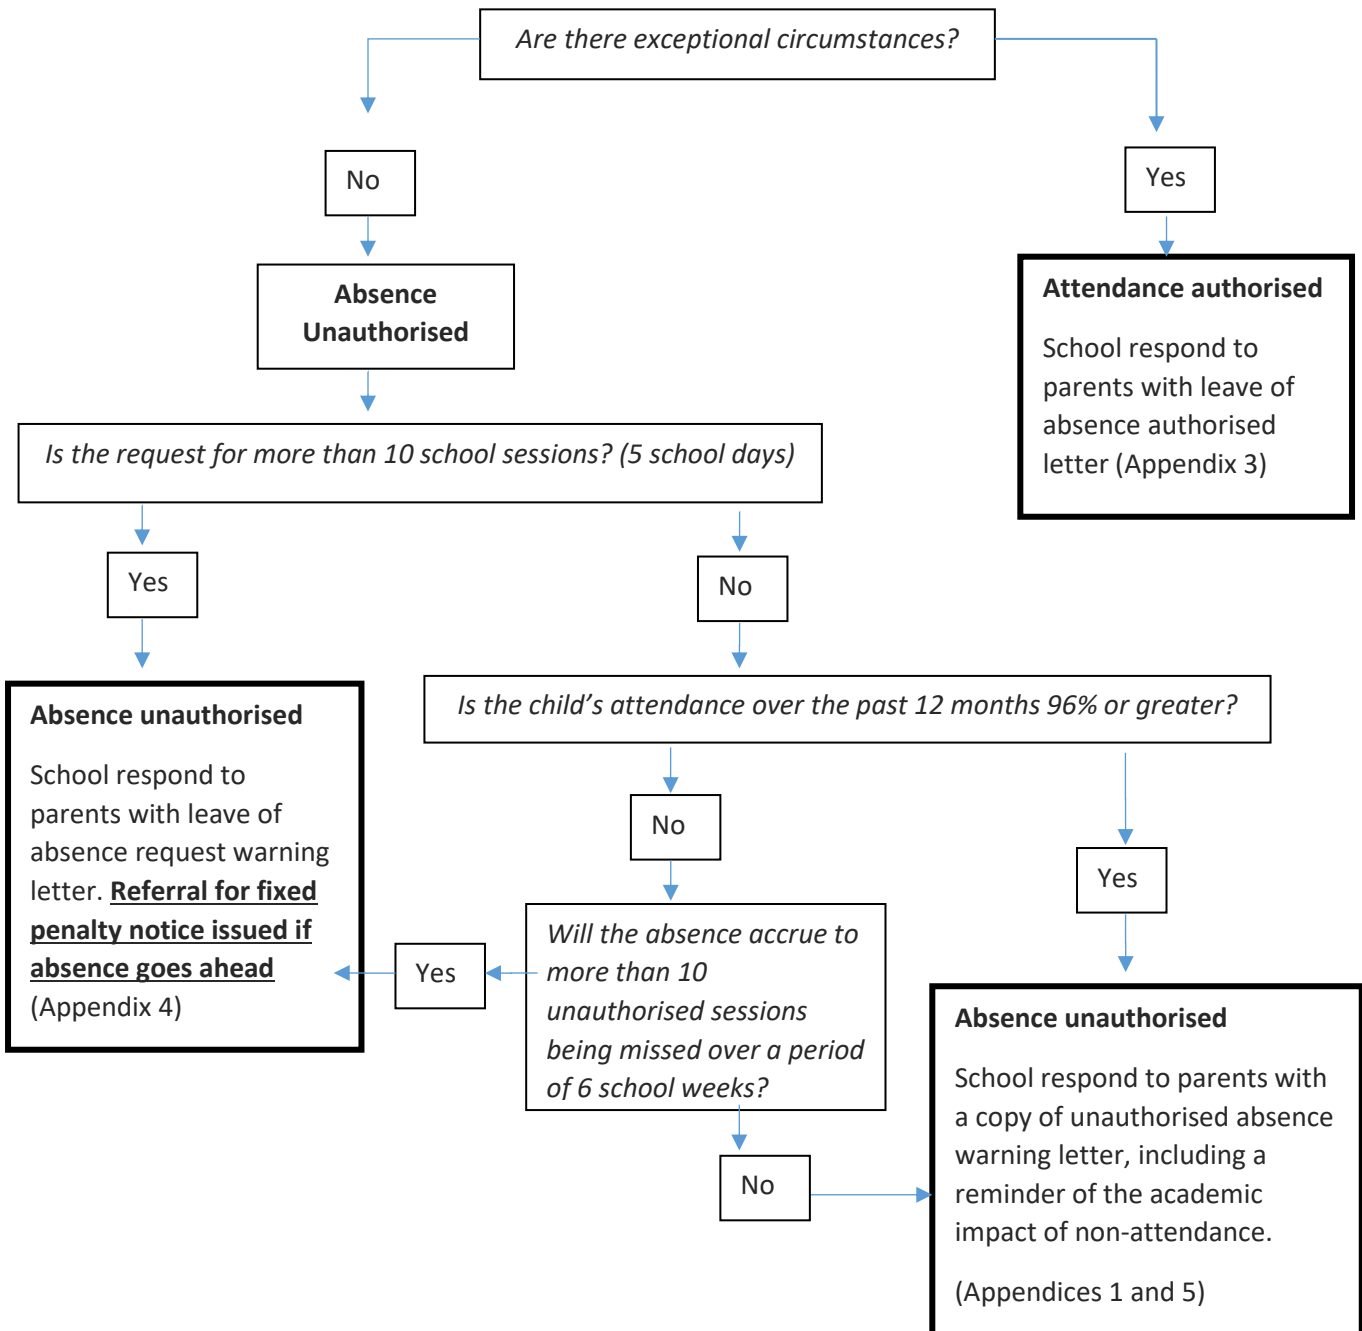 Are there exceptional circumstances?
No
Yes
Absence
Unauthorised
Attendance authorised
School respond to
parents with leave of
absence authorised
letter (Appendix 3)
Is the request for more than 10 school sessions? (5 school days)
Yes
No
Is the child’s attendance over the past 12 months 96% or greater?
Absence unauthorised
School respond to
parents with leave of
absence request warning
letter. Referral for fixed
penalty notice issued if
absence goes ahead
(Appendix 4)
No
Yes
Will the absence accrue to
more than 10
unauthorised sessions
being missed over a period
of 6 school weeks?
Yes
No
Absence unauthorised
School respond to parents with
a copy of unauthorised absence
warning letter, including a
reminder of the academic
impact of non-attendance.
(Appendices 1 and 5)